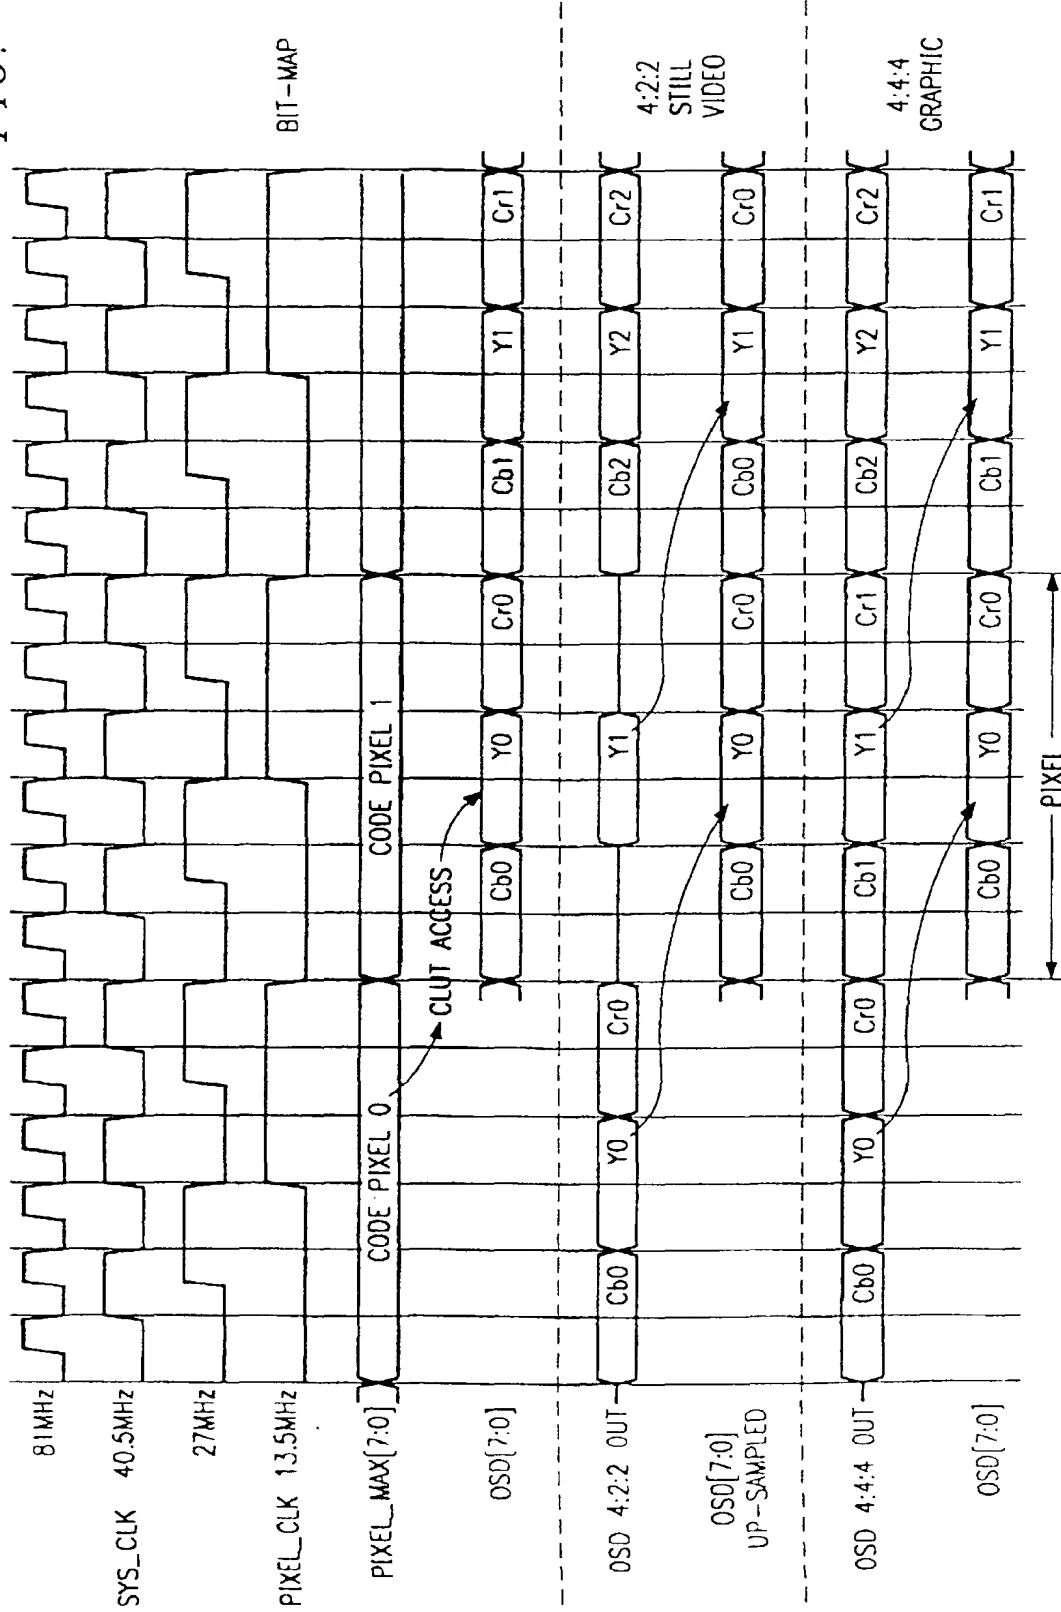 81MHz
SYS_CLK 40.5MHz
27MHz
PIXEL_CLK 13.5MHz
PIXEL_MAX[7:0] CODE PIXEL 0 CODE PIXEL 1
BIT-MAP
CLUT ACCESS
OSD[7:0] Cb0 Y0 Cr0 Cb1 Y1 Cr1
OSD 4:2:2 OUT Cb0 Y0 Cr0 Y1 Cb2 Y2 Cr2
4:2:2
STILL
VIDEO
OSD[7:0]
UP-SAMPLED
Cb0 Y0 Cr0 Cb0 Y1 Cr0
OSD 4:4:4 OUT Cb0 Y0 Cr0 Cb1 Y1 Cr1 Cb2 Y2 Cr2
4:4:4
GRAPHIC
OSD[7:0] Cb0 Y0 Cr0 Cb1 Y1 Cr1
PIXEL